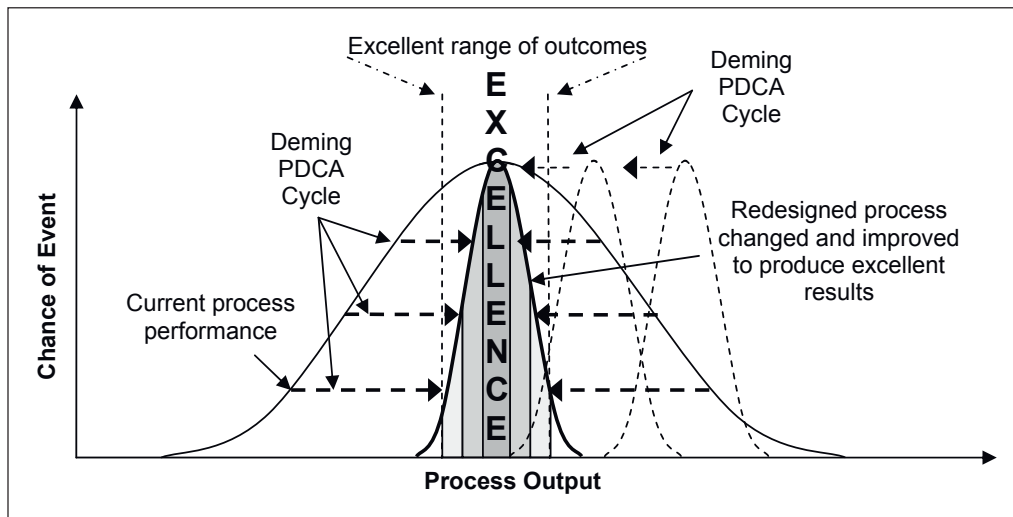 Excellent range of outcomes
EXCELLENCE
Deming
PDCA
Cycle
Deming
PDCA
Cycle
Redesigned process
changed and improved
to produce excellent
results
Current process
performance
Chance of Event
Process Output